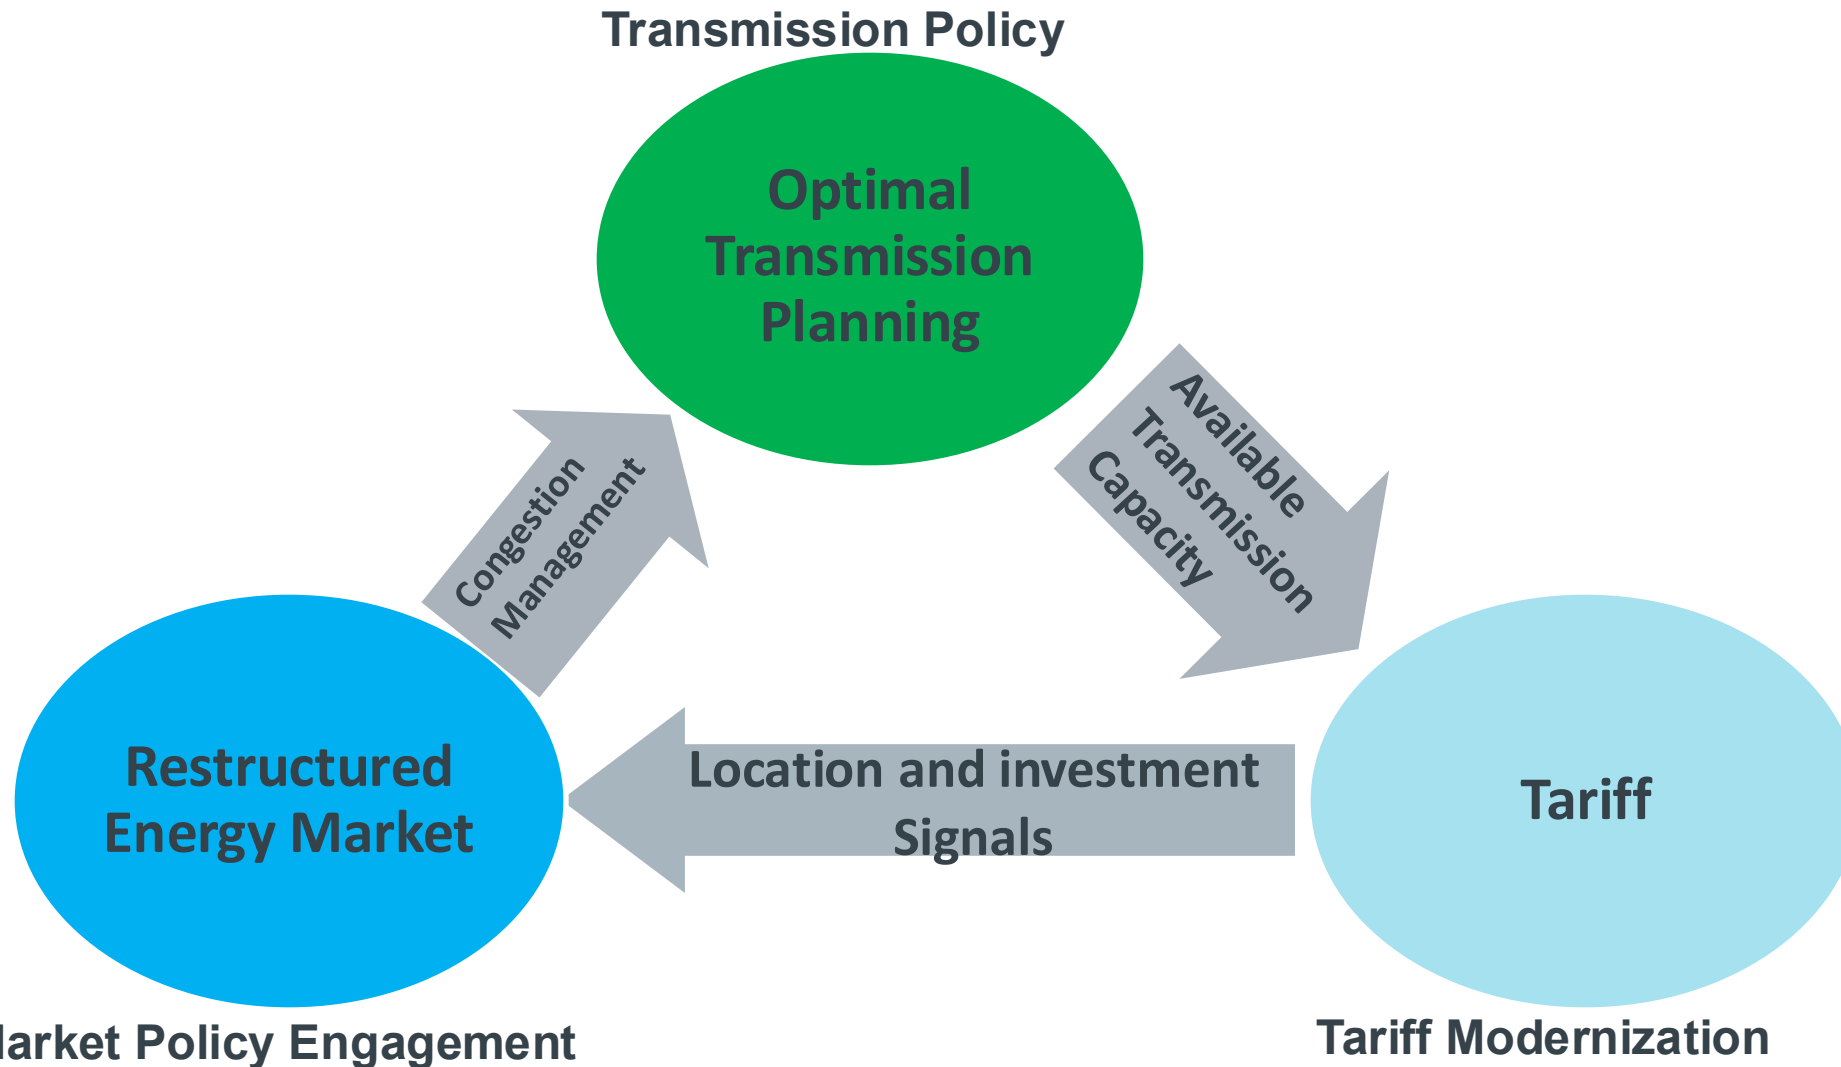 Transmission Policy
Optimal
Transmission
Planning
Available
Transmission
Capacity
Congestion
Management
Restructured
Energy Market
Location and investment
Signals
Tariff
Policy Engagement
Tariff Modernization